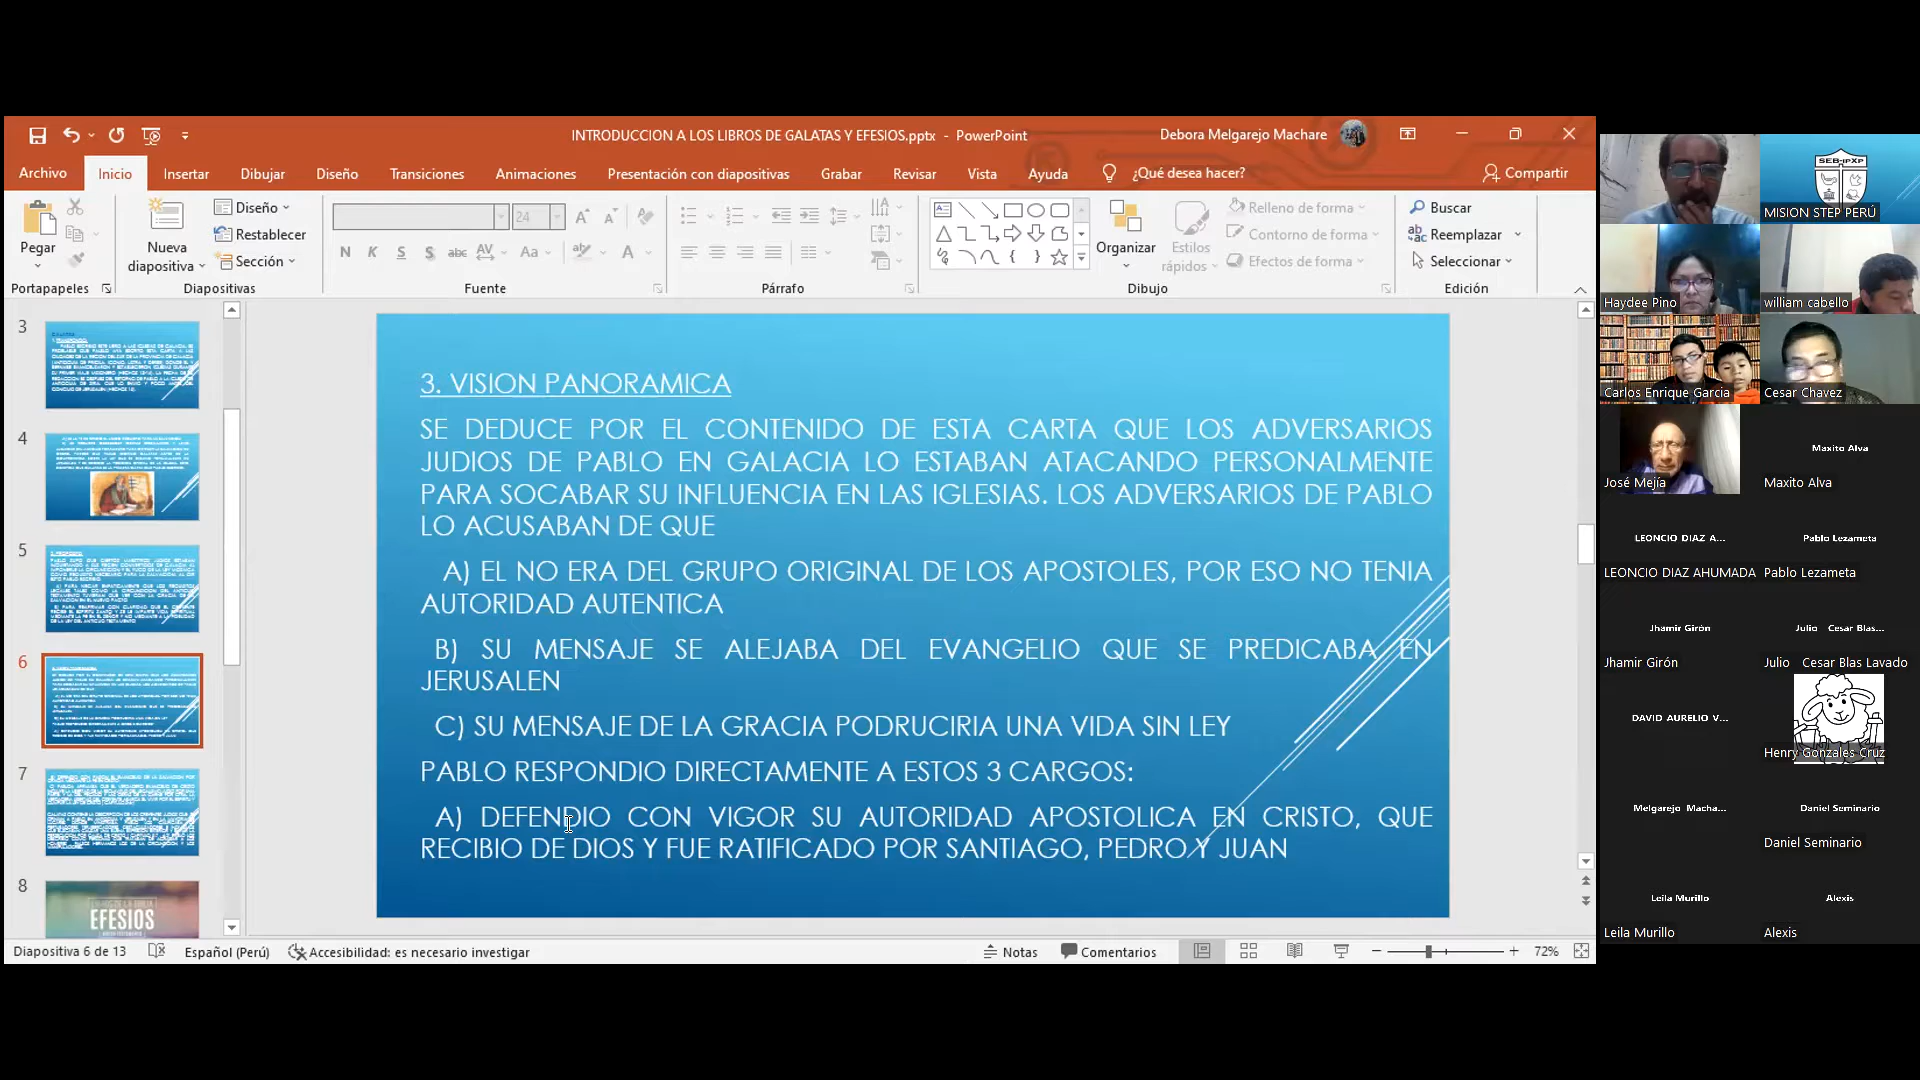 INTRODUCCION A LOS LIBROS DE GALATAS Y EFESIOS.pptx - PowerPoint
Debora Melgarejo Machare
Archivo Inicio Insertar Dibujar Diseño Transiciones Animaciones Presentación con diapositivas Grabar Revisar Vista Ayuda ¿Qué desea hacer? Compartir
Pegar
Portapapeles
Nueva diapositiva
Diseño
Restablecer
Sección
Diapositivas
24
N K S S abc AV Aa A
Fuente
Párrafo
Organizar
Estilos rápidos
Relleno de forma
Contorno de forma
Efectos de forma
Dibujo
Buscar
Reemplazar
Seleccionar
Edición
3
4
5
6
7
8
EFESIOS
3. VISION PANORAMICA
SE DEDUCE POR EL CONTENIDO DE ESTA CARTA QUE LOS ADVERSARIOS
JUDIOS DE PABLO EN GALACIA LO ESTABAN ATACANDO PERSONALMENTE
PARA SOCABAR SU INFLUENCIA EN LAS IGLESIAS. LOS ADVERSARIOS DE PABLO
LO ACUSABAN DE QUE
A) EL NO ERA DEL GRUPO ORIGINAL DE LOS APOSTOLES, POR ESO NO TENIA
AUTORIDAD AUTENTICA
B) SU MENSAJE SE ALEJABA DEL EVANGELIO QUE SE PREDICABA EN
JERUSALEN
C) SU MENSAJE DE LA GRACIA PODRUCIRIA UNA VIDA SIN LEY
PABLO RESPONDIO DIRECTAMENTE A ESTOS 3 CARGOS:
A) DEFENDIO CON VIGOR SU AUTORIDAD APOSTOLICA EN CRISTO, QUE
RECIBIO DE DIOS Y FUE RATIFICADO POR SANTIAGO, PEDRO Y JUAN
Diapositiva 6 de 13 Español (Perú) Accesibilidad: es necesario investigar Notas Comentarios 72%
SEB-IPXP
MISION STEP PERÚ
Haydee Pino
william cabello
Carlos Enrique Garcia
Cesar Chavez
José Mejía
Maxito Alva
Maxito Alva
LEONCIO DIAZ A...
LEONCIO DIAZ AHUMADA
Pablo Lezameta
Pablo Lezameta
Jhamir Girón
Jhamir Girón
Julio Cesar Blas...
Julio Cesar Blas Lavado
DAVID AURELIO V...
Henry Gonzales Cruz
Melgarejo Macha...
Daniel Seminario
Daniel Seminario
Leila Murillo
Leila Murillo
Alexis
Alexis